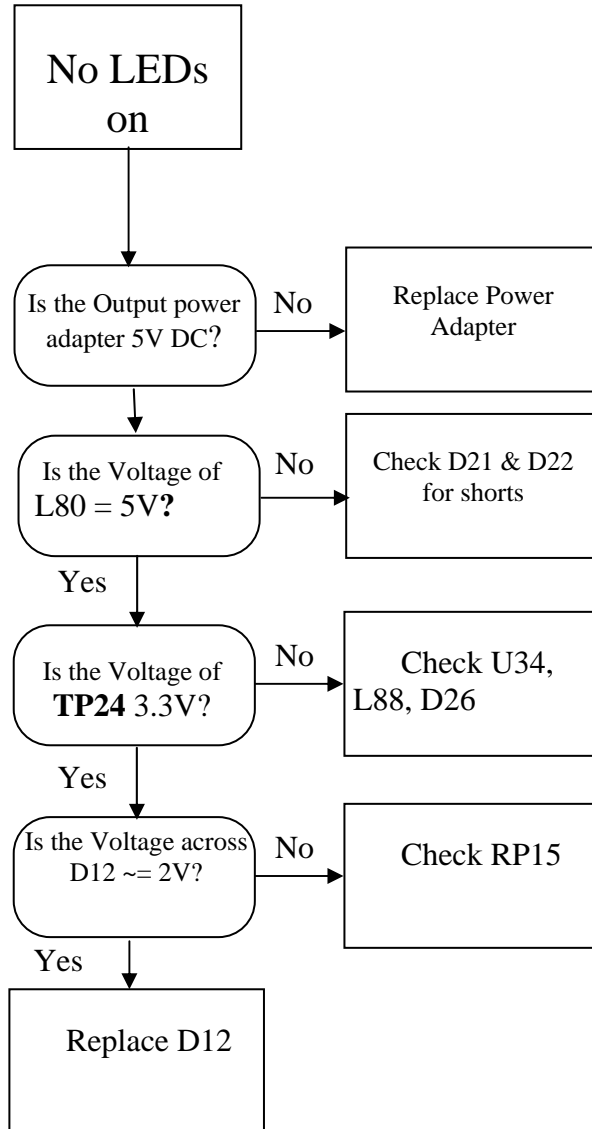 No LEDs
on
Is the Output power
adapter 5V DC?
No
Replace Power
Adapter
Is the Voltage of
L80 = 5V?
No
Check D21 & D22
for shorts
Yes
Is the Voltage of
TP24 3.3V?
No
Check U34,
L88, D26
Yes
Is the Voltage across
D12 ~= 2V?
No
Check RP15
Yes
Replace D12